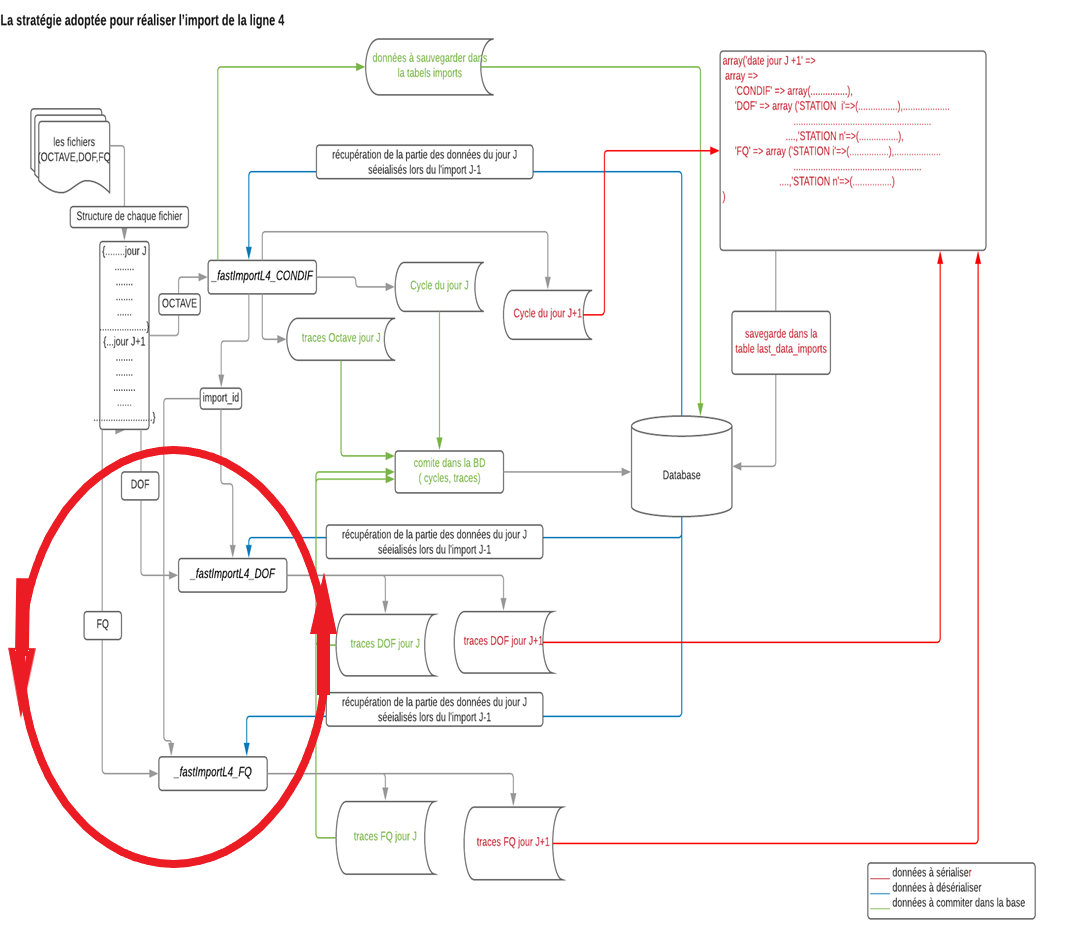 La stratégie adoptée pour réaliser l'import de la ligne 4
données à sauvegarder dans
la tabels imports
les fichiers
(OCTAVE,DOF,FQ
Structure de chaque fichier
{........jour J
........
.......
.......
......
.......................}
{...jour J+1
.......
.......
.........
......
.............................}
OCTAVE
récupération de la partie des données du jour J
séeialisés lors du l'import J-1
_fastImportL4_CONDIF
Cycle du jour J
Cycle du jour J+1
traces Octave jour J
import_id
array('date jour J +1' =>
array =>
'CONDIF' => array(...............),
'DOF' => array ('STATION i'=>(...............),...................
......................................................
....,'STATION n'=>(...............),
'FQ' => array ('STATION i'=>(...............),...................
..................................................
....,'STATION n'=>(...............)
)
savegarde dans la
table last_data_imports
comite dans la BD
( cycles, traces)
Database
DOF
récupération de la partie des données du jour J
séeialisés lors du l'import J-1
_fastImportL4_DOF
FQ
traces DOF jour J
traces DOF jour J+1
récupération de la partie des données du jour J
séeialisés lors du l'import J-1
_fastImportL4_FQ
traces FQ jour J
traces FQ jour J+1
données à sérialiser
données à désérialiser
données à commiter dans la base